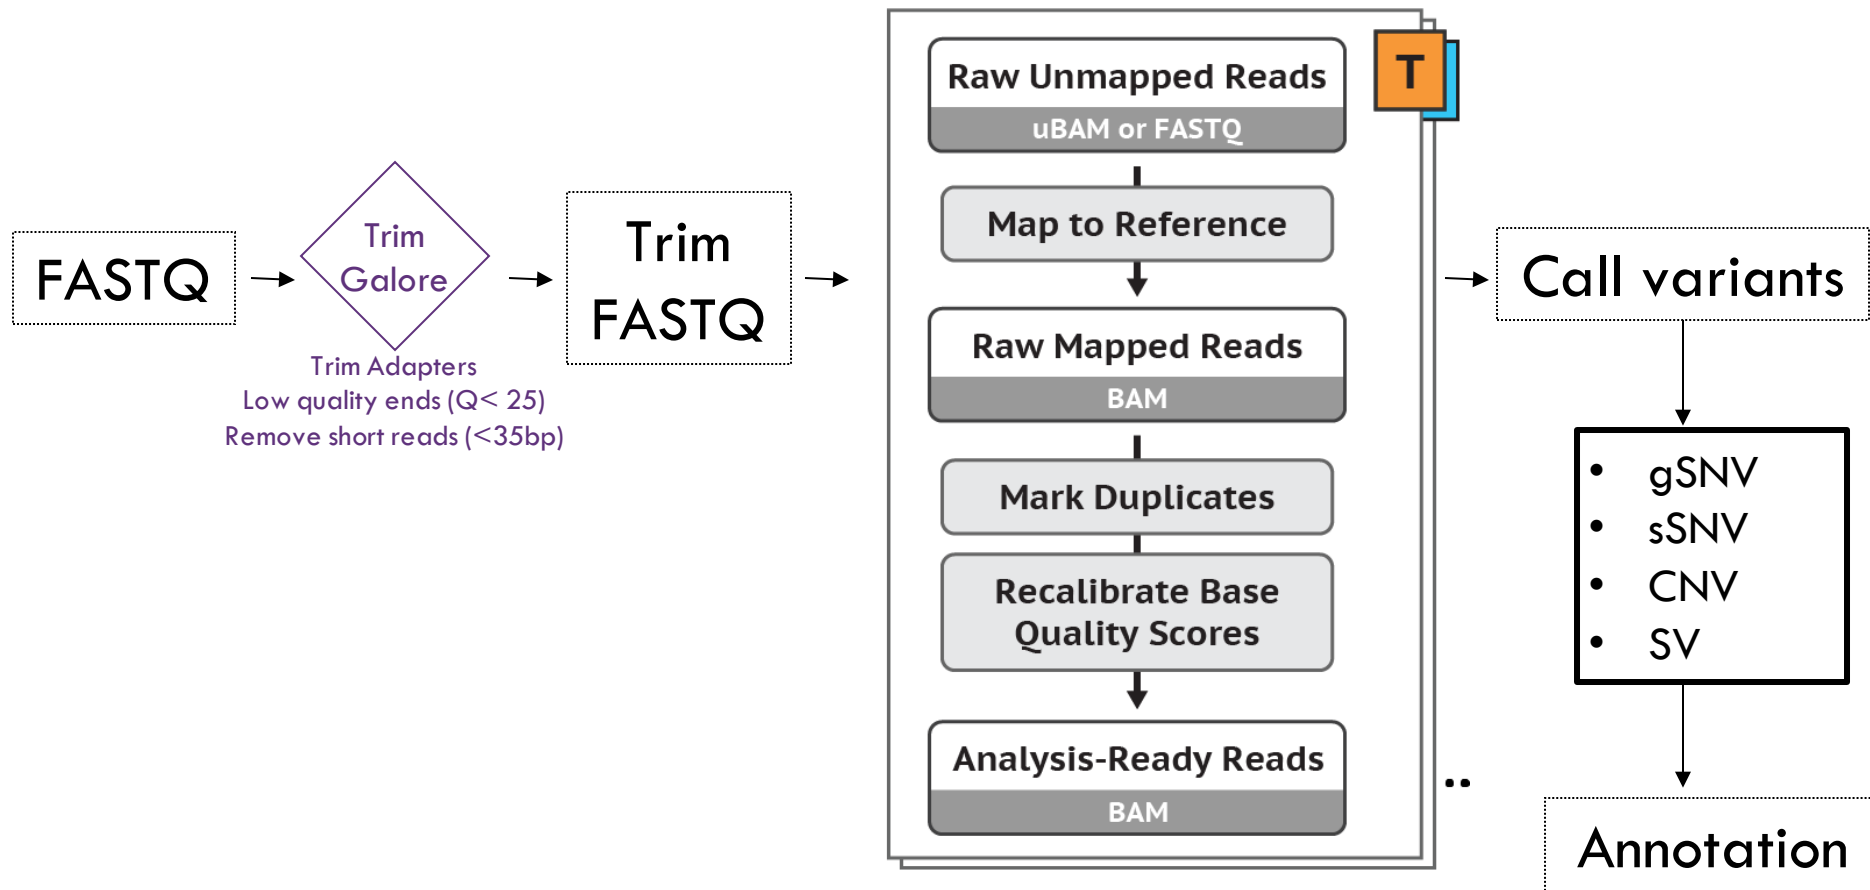 FASTQ
Trim
Galore
Trim Adapters
Low quality ends (Q< 25)
Remove short reads (<35bp)
Trim
FASTQ
T
Raw Unmapped Reads
uBAM or FASTQ
Map to Reference
Raw Mapped Reads
BAM
Mark Duplicates
Recalibrate Base
Quality Scores
Analysis-Ready Reads
BAM
..
Call variants
• gSNV
• sSNV
• CNV
• SV
Annotation